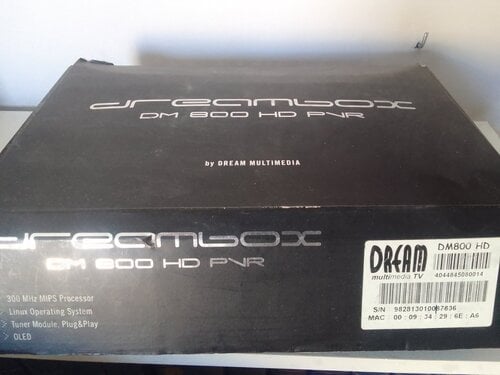 dreambox
DM 800 HD PVR
by DREAM MULTIMEDIA
dreambox
DM 800 HD PVR
300 MHz MIPS Processor
> Linux Operating System
> Tuner Module, Plug&Play
> OLED
DREAM
multimedia TV
DM800 HD
4044845080014
S/N 982813010087636
MAC : 00 : 09 : 34 : 29 : 6E : A6